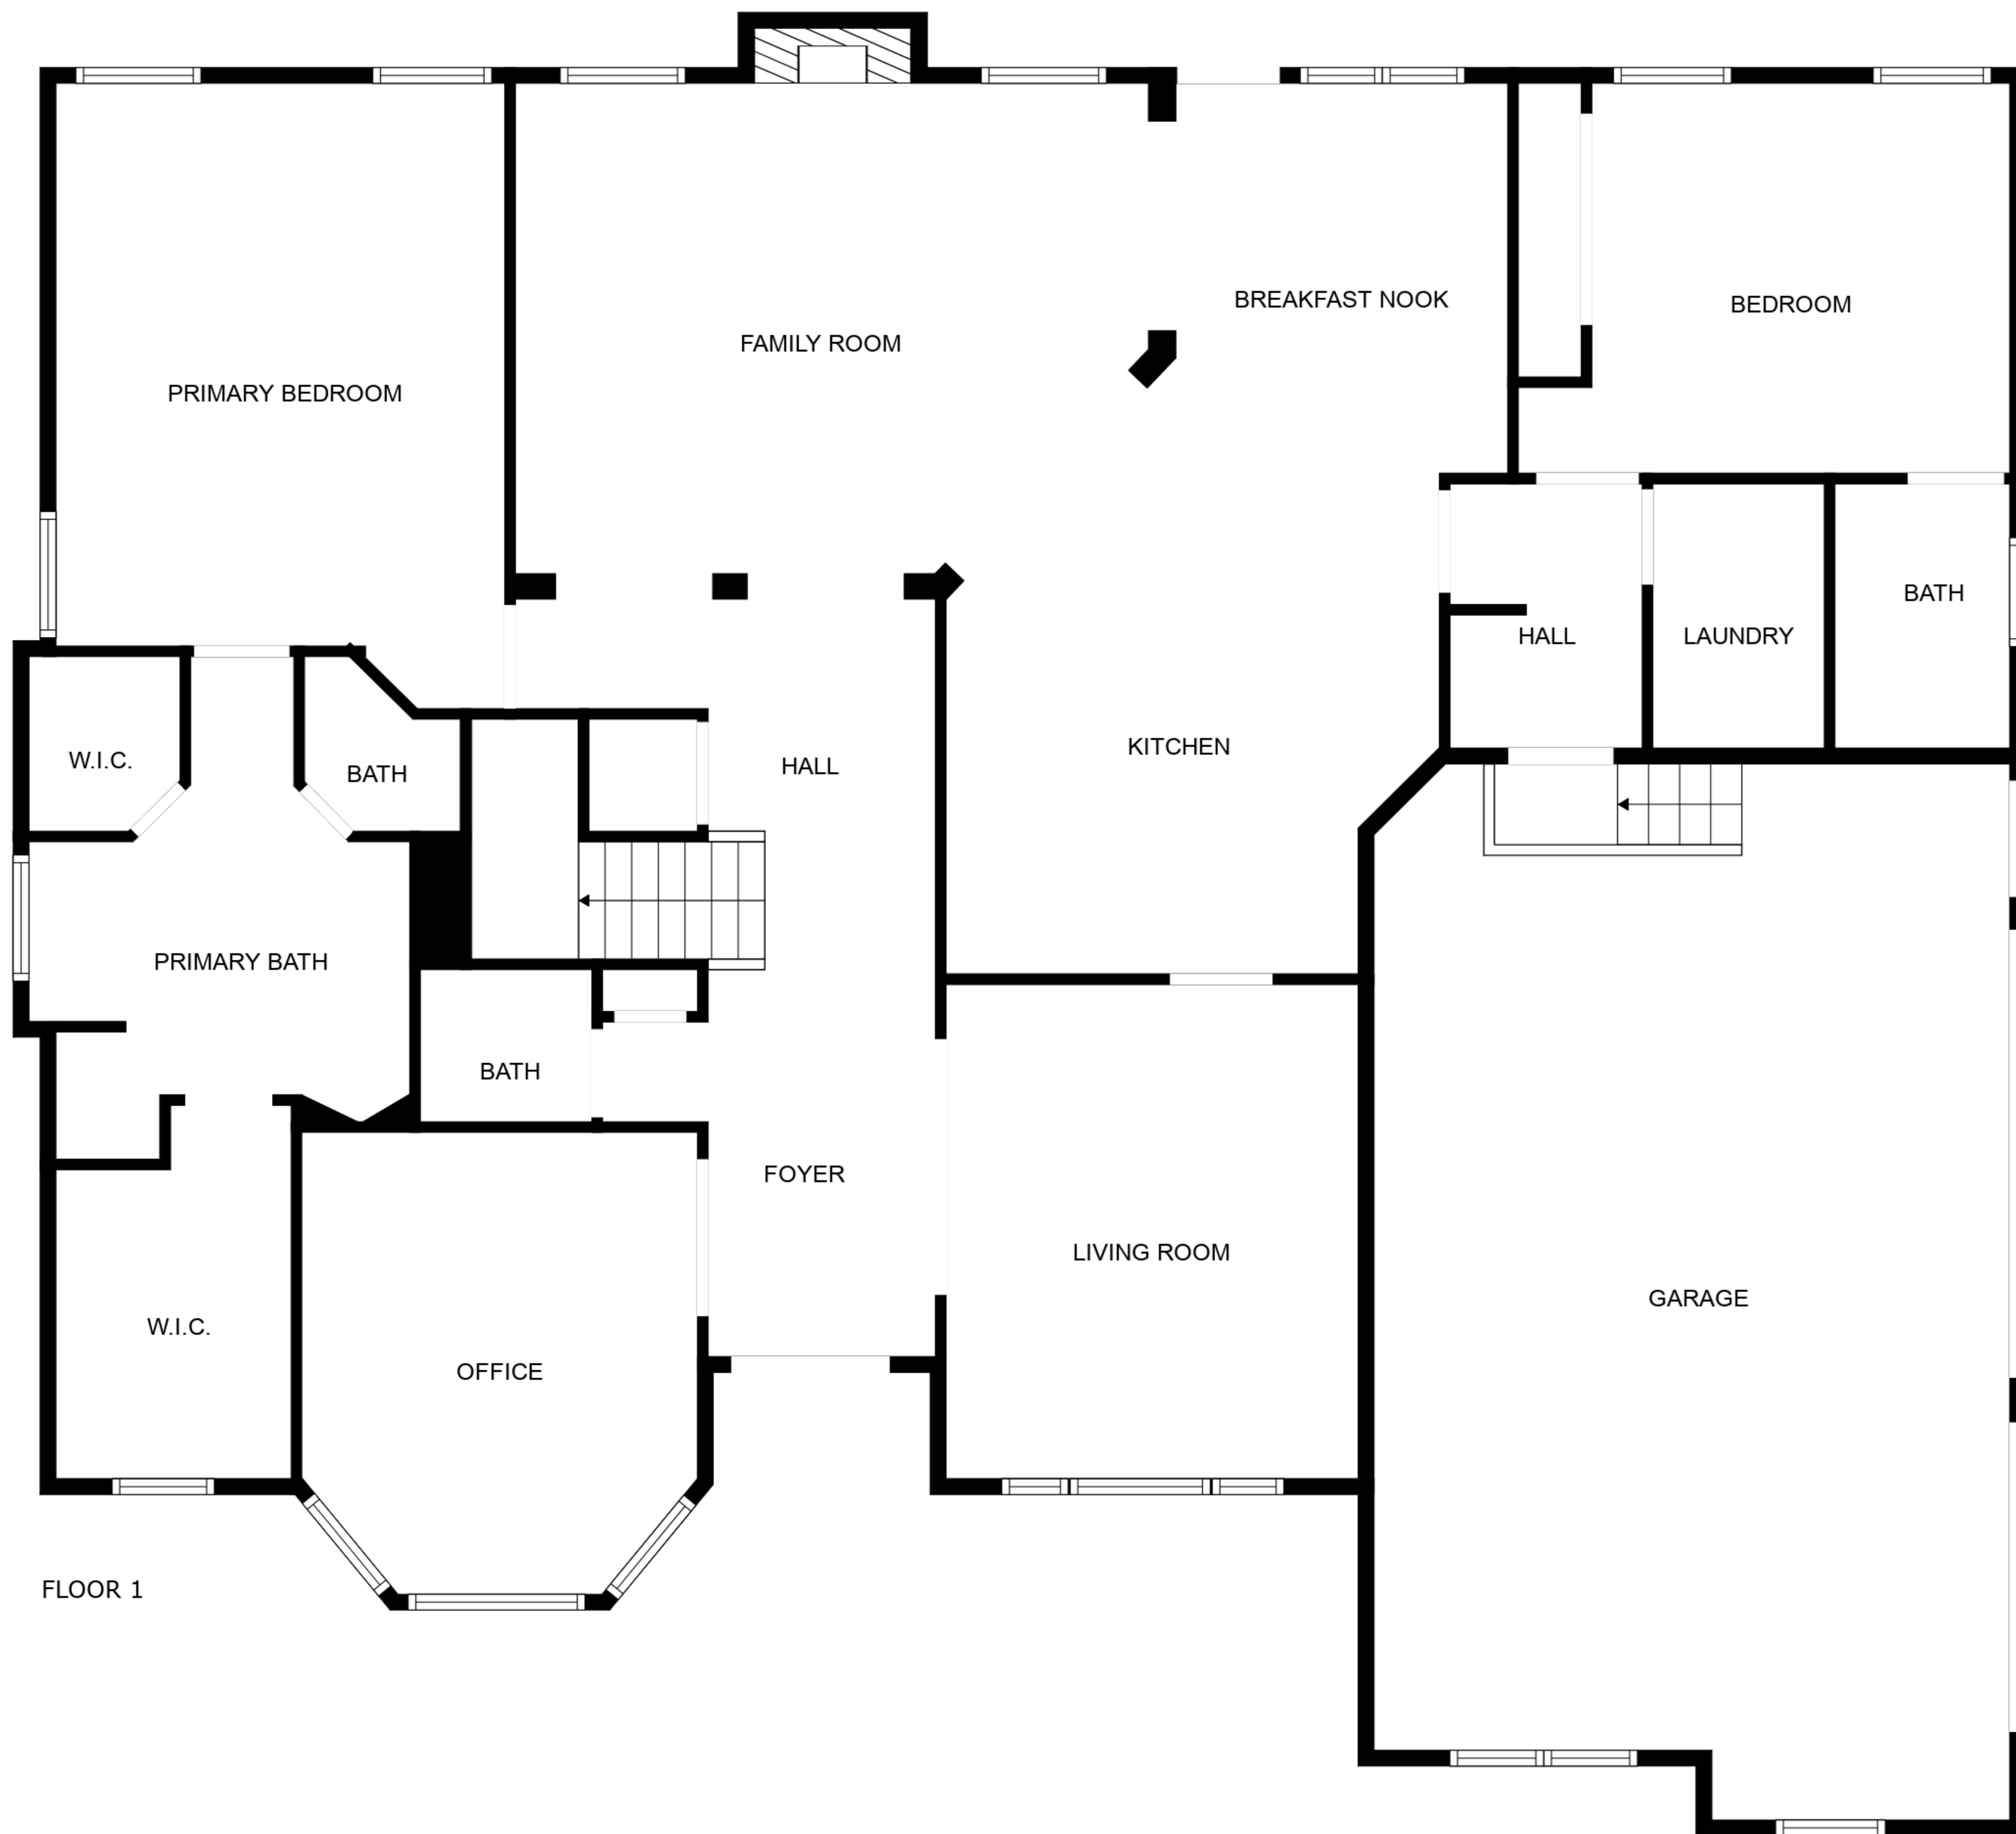 BREAKFAST NOOK
BEDROOM
FAMILY ROOM
PRIMARY BEDROOM
BATH
HALL
LAUNDRY
KITCHEN
W.I.C.
HALL
BATH
PRIMARY BATH
BATH
FOYER
LIVING ROOM
GARAGE
W.I.C.
OFFICE
FLOOR 1